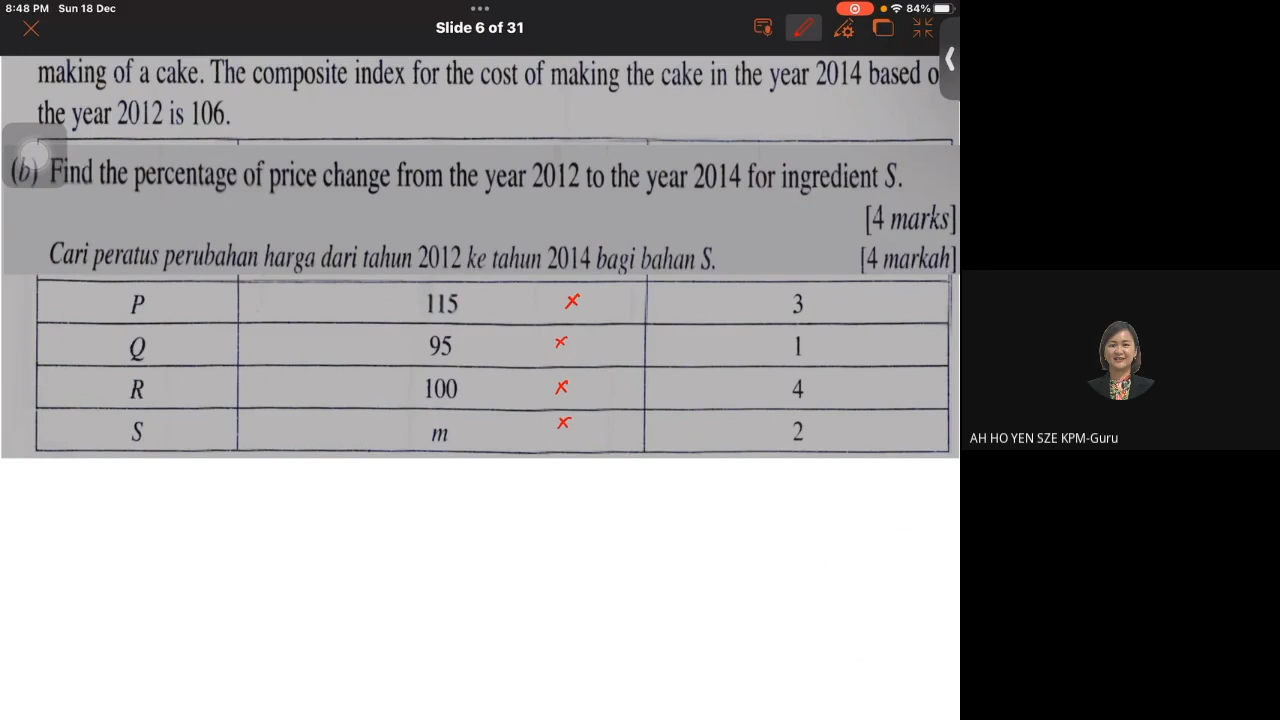 8:48 PM Sun 18 Dec
84%
Slide 6 of 31
making of a cake. The composite index for the cost of making the cake in the year 2014 based o
the year 2012 is 106.
(b) Find the percentage of price change from the year 2012 to the year 2014 for ingredient S.
[4 marks]
Cari peratus perubahan harga dari tahun 2012 ke tahun 2014 bagi bahan S. [4 markah]
P 115 × 3
Q 95 × 1
R 100 × 4
S m × 2
AH HO YEN SZE KPM-Guru